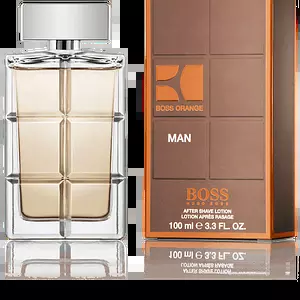 BOSS ORANGE
MAN
BOSS
HUGO BOSS
AFTER SHAVE LOTION
LOTION APRÈS RASAGE
100 ml ℮ 3.3 FL. OZ.